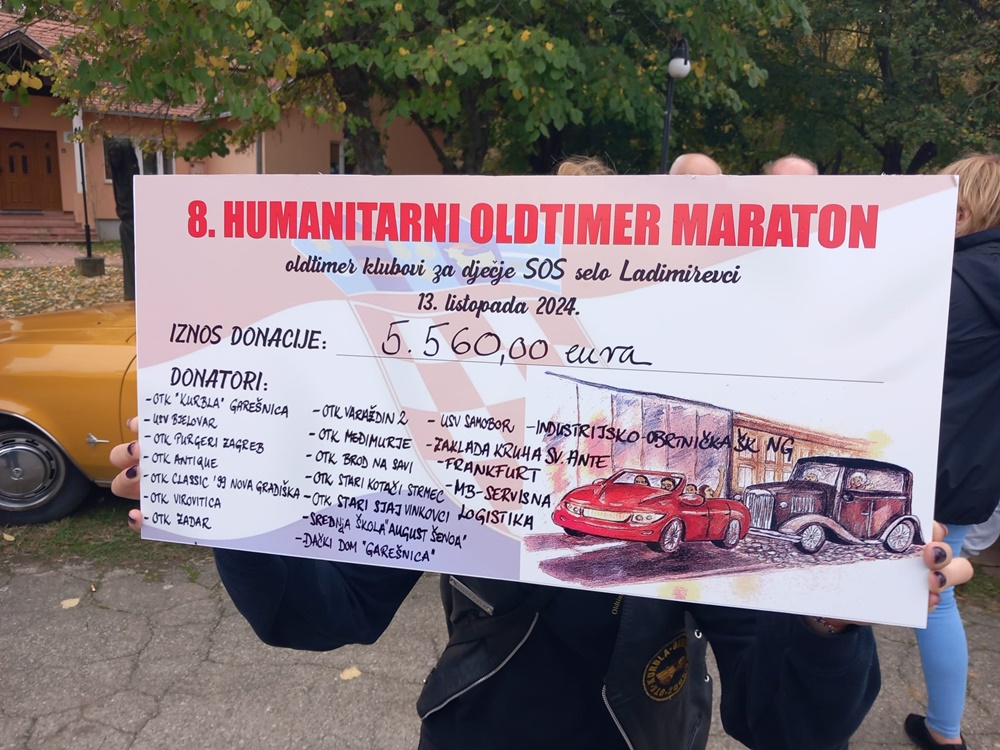 8. HUMANITARNI OLDTIMER MARATON
oldtimer klubovi za dječje SOS selo Ladimirevci
13. listopada 2024.
IZNOS DONACIJE: 5.560,00 eura
DONATORI:
-OTK "KURBLA" GAREŠNICA
-USV BJELOVAR
-OTK PURGERI ZAGREB
-OTK ANTIQUE
-OTK CLASSIC '99 NOVA GRADIŠKA
-OTK VIROVITICA
-OTK ZADAR
-OTK VARAŽDIN 2
-OTK MEĐIMURJE
-OTK BROD NA SAVI
-OTK STARI KOTAČI STRMEC
-OTK STARI SJAJ VINKOVCI
-SREDNJA ŠKOLA "AUGUST ŠENOA"
-ĐAČKI DOM "GAREŠNICA"
-USV SAMOBOR
-ZAKLADA KRUHA SV. ANTE
-FRANKFURT
-MB-SERVISNA
LOGISTIKA
-INDUSTRIJSKO-OBRTNIČKA ŠK. NG
KURBLA